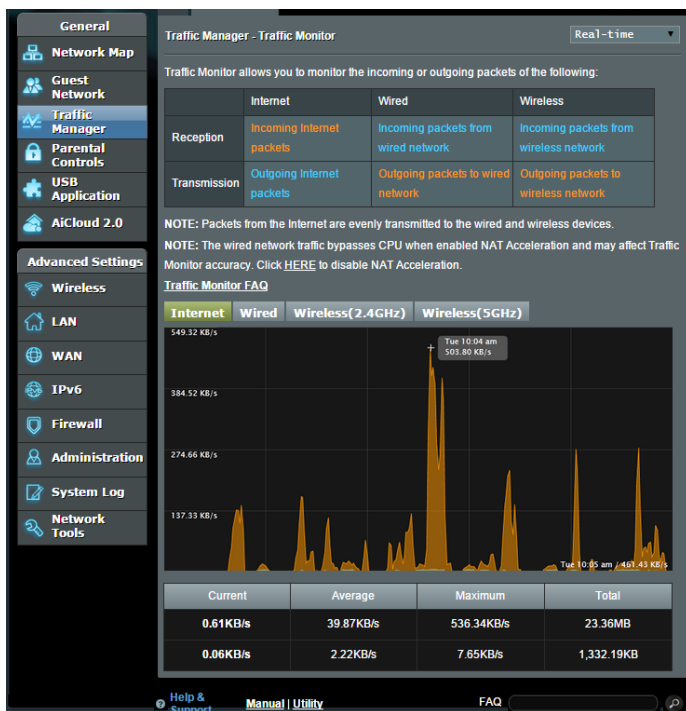 General
Network Map
Guest
Network
Traffic
Manager
Parental
Controls
USB
Application
AiCloud 2.0
Advanced Settings
Wireless
LAN
WAN
IPv6
Firewall
Administration
System Log
Network
Tools
Traffic Manager - Traffic Monitor
Real-time
Traffic Monitor allows you to monitor the incoming or outgoing packets of the following:
Internet Wired Wireless
Reception
Incoming Internet
packets
Incoming packets from
wired network
Incoming packets from
wireless network
Transmission
Outgoing Internet
packets
Outgoing packets to wired
network
Outgoing packets to
wireless network
NOTE: Packets from the Internet are evenly transmitted to the wired and wireless devices.
NOTE: The wired network traffic bypasses CPU when enabled NAT Acceleration and may affect Traffic
Monitor accuracy. Click HERE to disable NAT Acceleration.
Traffic Monitor FAQ
Internet Wired Wireless(2.4GHz) Wireless(5GHz)
549.32 KB/s
Tue 10:04 am
503.80 KB/s
384.52 KB/s
274.66 KB/s
137.33 KB/s
Tue 10:05 am / 461.43 KB/s
Current Average Maximum Total
0.61KB/s 39.87KB/s 536.34KB/s 23.36MB
0.06KB/s 2.22KB/s 7.65KB/s 1,332.19KB
Help &
Support
Manual | Utility
FAQ